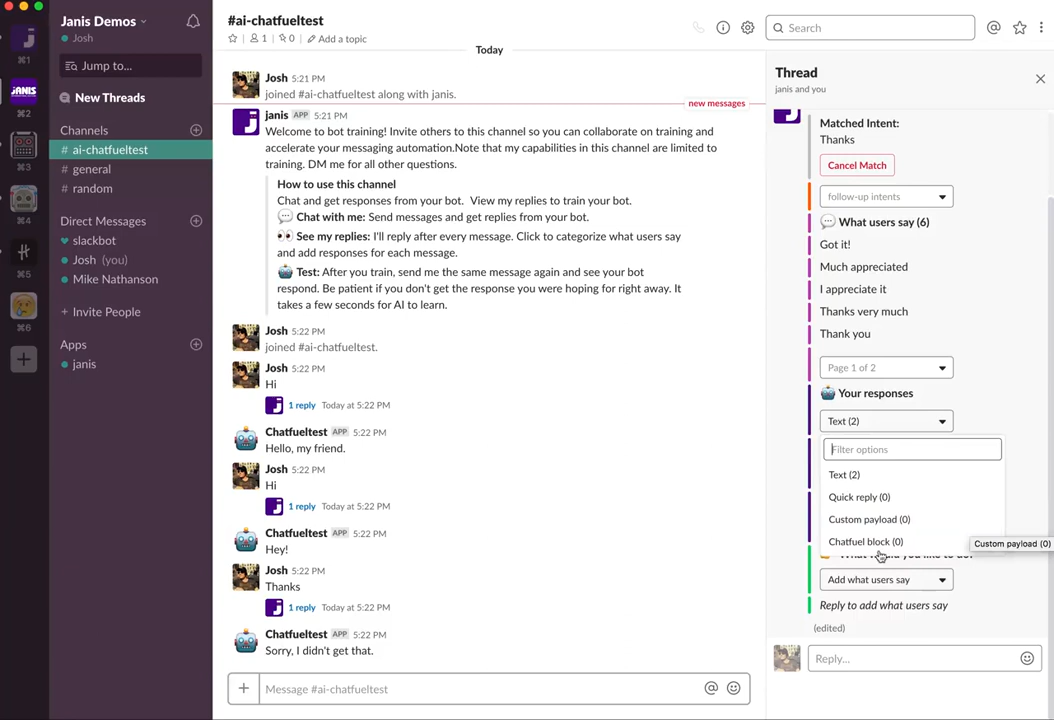 Janis Demos
Josh
Jump to...
New Threads
Channels
# ai-chatfueltest
# general
# random
Direct Messages
slackbot
Josh (you)
Mike Nathanson
+ Invite People
Apps
janis
⌘1
JANIS
⌘2
⌘3
⌘4
⌘5
⌘6
#ai-chatfueltest
1
0
Add a topic
Search
Today
Josh 5:21 PM
joined #ai-chatfueltest along with janis.
new messages
janis APP 5:21 PM
Welcome to bot training! Invite others to this channel so you can collaborate on training and
accelerate your messaging automation.Note that my capabilities in this channel are limited to
training. DM me for all other questions.
How to use this channel
Chat and get responses from your bot. View my replies to train your bot.
Chat with me: Send messages and get replies from your bot.
See my replies: I'll reply after every message. Click to categorize what users say
and add responses for each message.
Test: After you train, send me the same message again and see your bot
respond. Be patient if you don't get the response you were hoping for right away. It
takes a few seconds for AI to learn.
Josh 5:22 PM
joined #ai-chatfueltest.
Josh 5:22 PM
Hi
1 reply Today at 5:22 PM
Chatfueltest APP 5:22 PM
Hello, my friend.
Josh 5:22 PM
Hi
1 reply Today at 5:22 PM
Chatfueltest APP 5:22 PM
Hey!
Josh 5:22 PM
Thanks
1 reply Today at 5:22 PM
Chatfueltest APP 5:22 PM
Sorry, I didn't get that.
Message #ai-chatfueltest
Thread
janis and you
Matched Intent:
Thanks
Cancel Match
follow-up intents
What users say (6)
Got it!
Much appreciated
I appreciate it
Thanks very much
Thank you
Page 1 of 2
Your responses
Text (2)
Filter options
Text (2)
Quick reply (0)
Custom payload (0)
Chatfuel block (0)
Custom payload (0)
Add what users say
Reply to add what users say
(edited)
Reply...